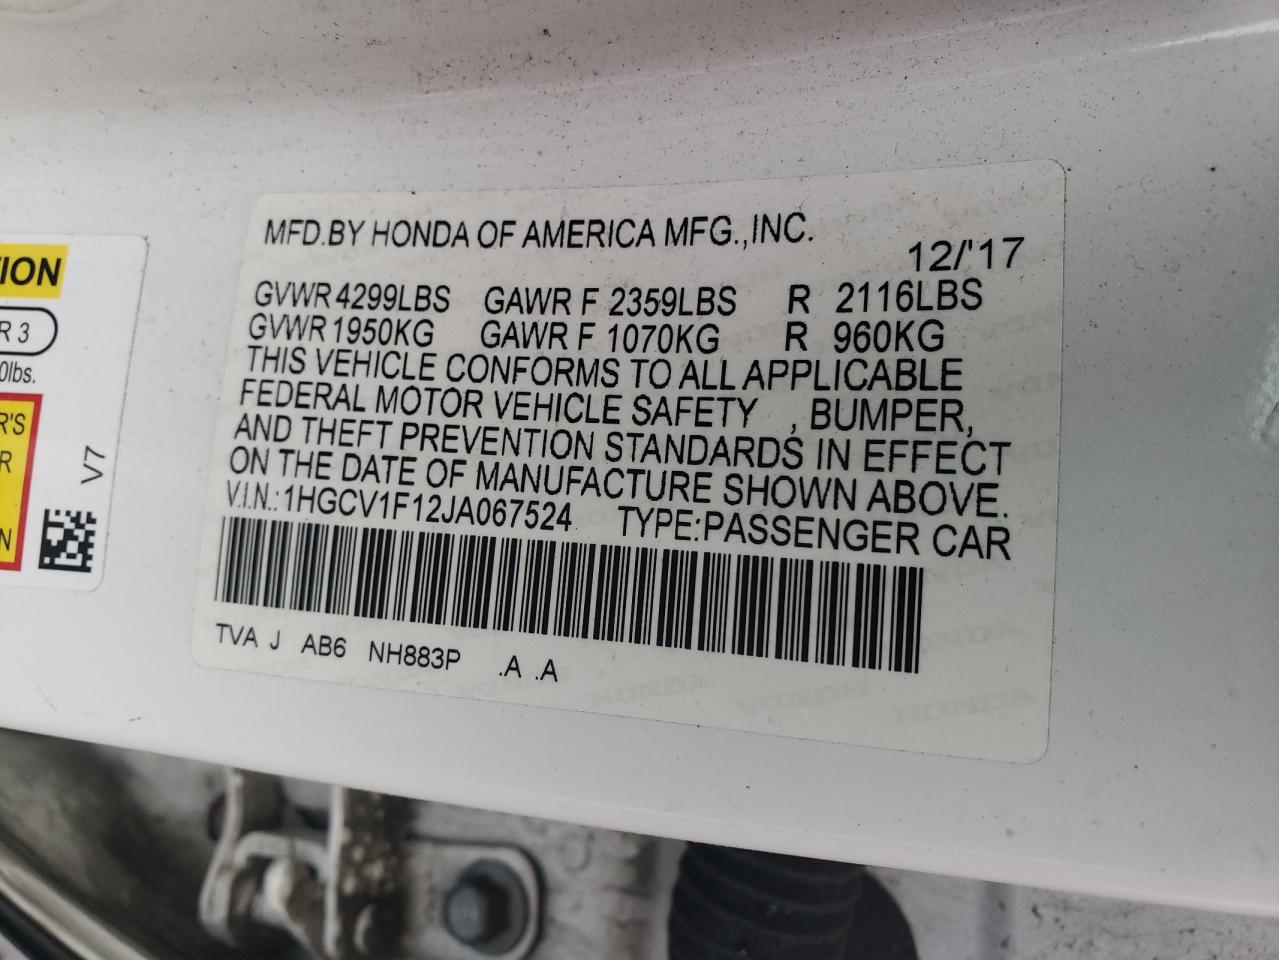 MFD.BY HONDA OF AMERICA MFG.,INC.
12/'17
GVWR 4299LBS GAWR F 2359LBS R 2116LBS
GVWR 1950KG GAWR F 1070KG R 960KG
THIS VEHICLE CONFORMS TO ALL APPLICABLE
FEDERAL MOTOR VEHICLE SAFETY , BUMPER,
AND THEFT PREVENTION STANDARDS IN EFFECT
ON THE DATE OF MANUFACTURE SHOWN ABOVE.
V.I.N.:1HGCV1F12JA067524 TYPE:PASSENGER CAR
TVA J AB6 NH883P .A .A
R 3
V7